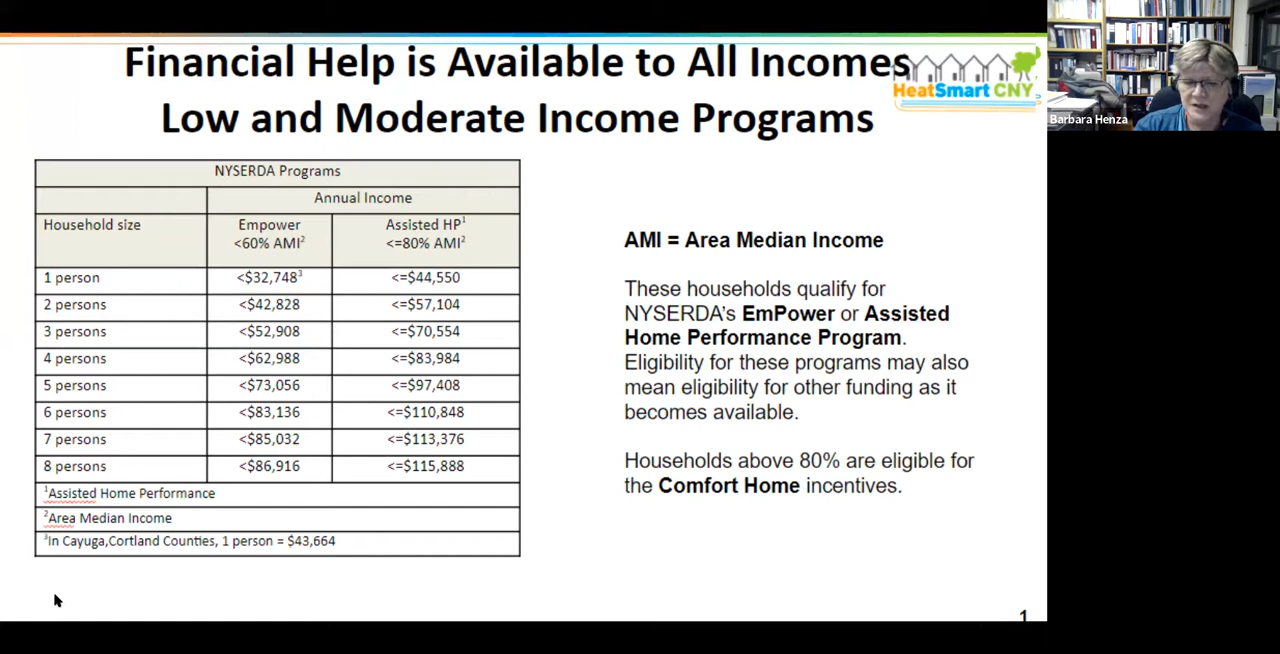 Financial Help is Available to All Incomes
Low and Moderate Income Programs
HeatSmart CNY
Barbara Henza
NYSERDA Programs
Annual Income
Household size Empower <60% AMI2 Assisted HP1 <=80% AMI2
1 person <$32,7483 <=$44,550
2 persons <$42,828 <=$57,104
3 persons <$52,908 <=$70,554
4 persons <$62,988 <=$83,984
5 persons <$73,056 <=$97,408
6 persons <$83,136 <=$110,848
7 persons <$85,032 <=$113,376
8 persons <$86,916 <=$115,888
1Assisted Home Performance
2Area Median Income
3In Cayuga,Cortland Counties, 1 person = $43,664
AMI = Area Median Income
These households qualify for
NYSERDA’s EmPower or Assisted
Home Performance Program.
Eligibility for these programs may also
mean eligibility for other funding as it
becomes available.
Households above 80% are eligible for
the Comfort Home incentives.
1